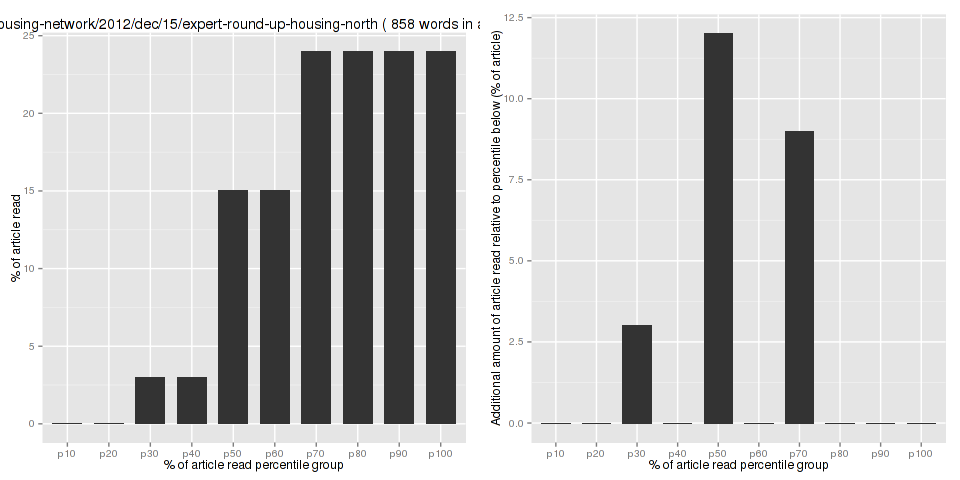 ousing-network/2012/dec/15/expert-round-up-housing-north ( 858 words in a
% of article read
25
20
15
10
5
0
p10 p20 p30 p40 p50 p60 p70 p80 p90 p100
% of article read percentile group
Additional amount of article read relative to percentile below (% of article)
12.5
10.0
7.5
5.0
2.5
0.0
p10 p20 p30 p40 p50 p60 p70 p80 p90 p100
% of article read percentile group